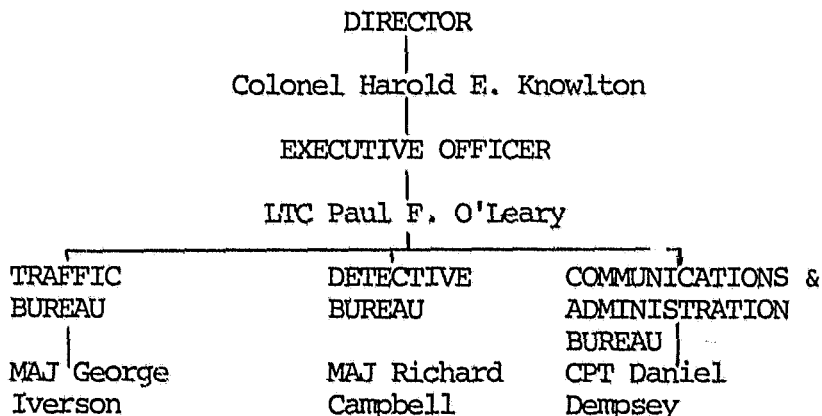 DIRECTOR
Colonel Harold E. Knowlton
EXECUTIVE OFFICER
LTC Paul F. O'Leary
TRAFFIC
BUREAU
MAJ George
Iverson
DETECTIVE
BUREAU
MAJ Richard
Campbell
COMMUNICATIONS &
ADMINISTRATION
BUREAU
CPT Daniel
Dempsey